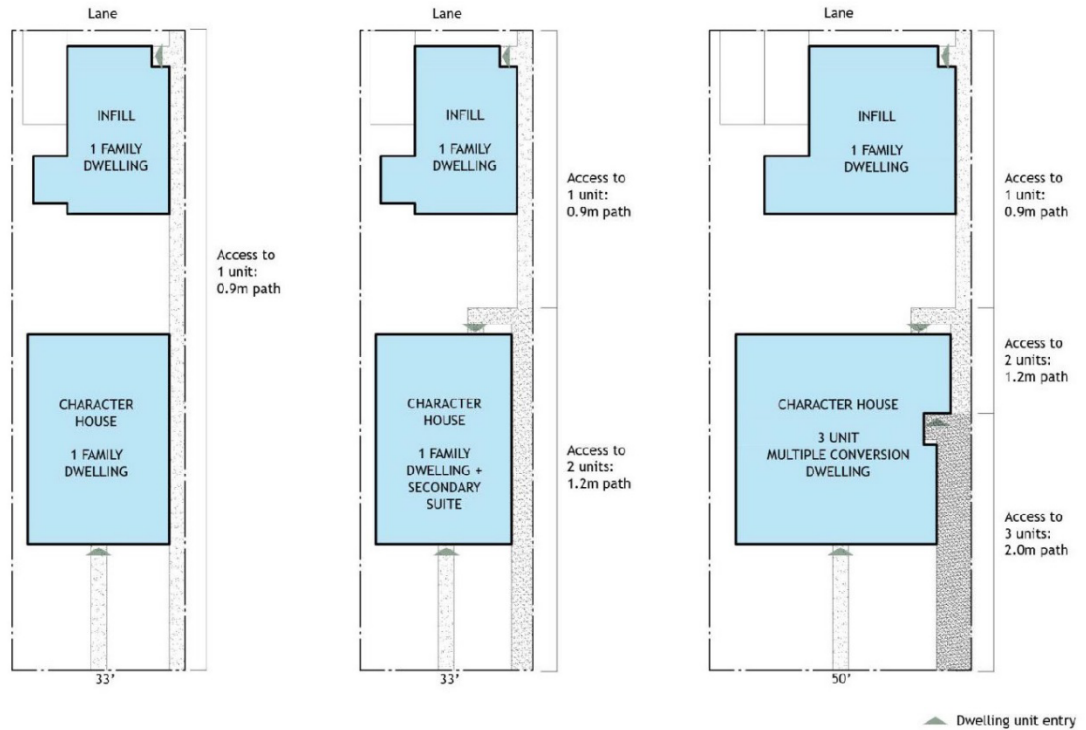 Lane
INFILL
1 FAMILY
DWELLING
Access to
1 unit:
0.9m path
CHARACTER
HOUSE
1 FAMILY
DWELLING
33'
Lane
INFILL
1 FAMILY
DWELLING
Access to
1 unit:
0.9m path
CHARACTER
HOUSE
1 FAMILY
DWELLING +
SECONDARY
SUITE
Access to
2 units:
1.2m path
33'
Lane
INFILL
1 FAMILY
DWELLING
Access to
1 unit:
0.9m path
Access to
2 units:
1.2m path
CHARACTER HOUSE
3 UNIT
MULTIPLE CONVERSION
DWELLING
Access to
3 units:
2.0m path
50'
Dwelling unit entry